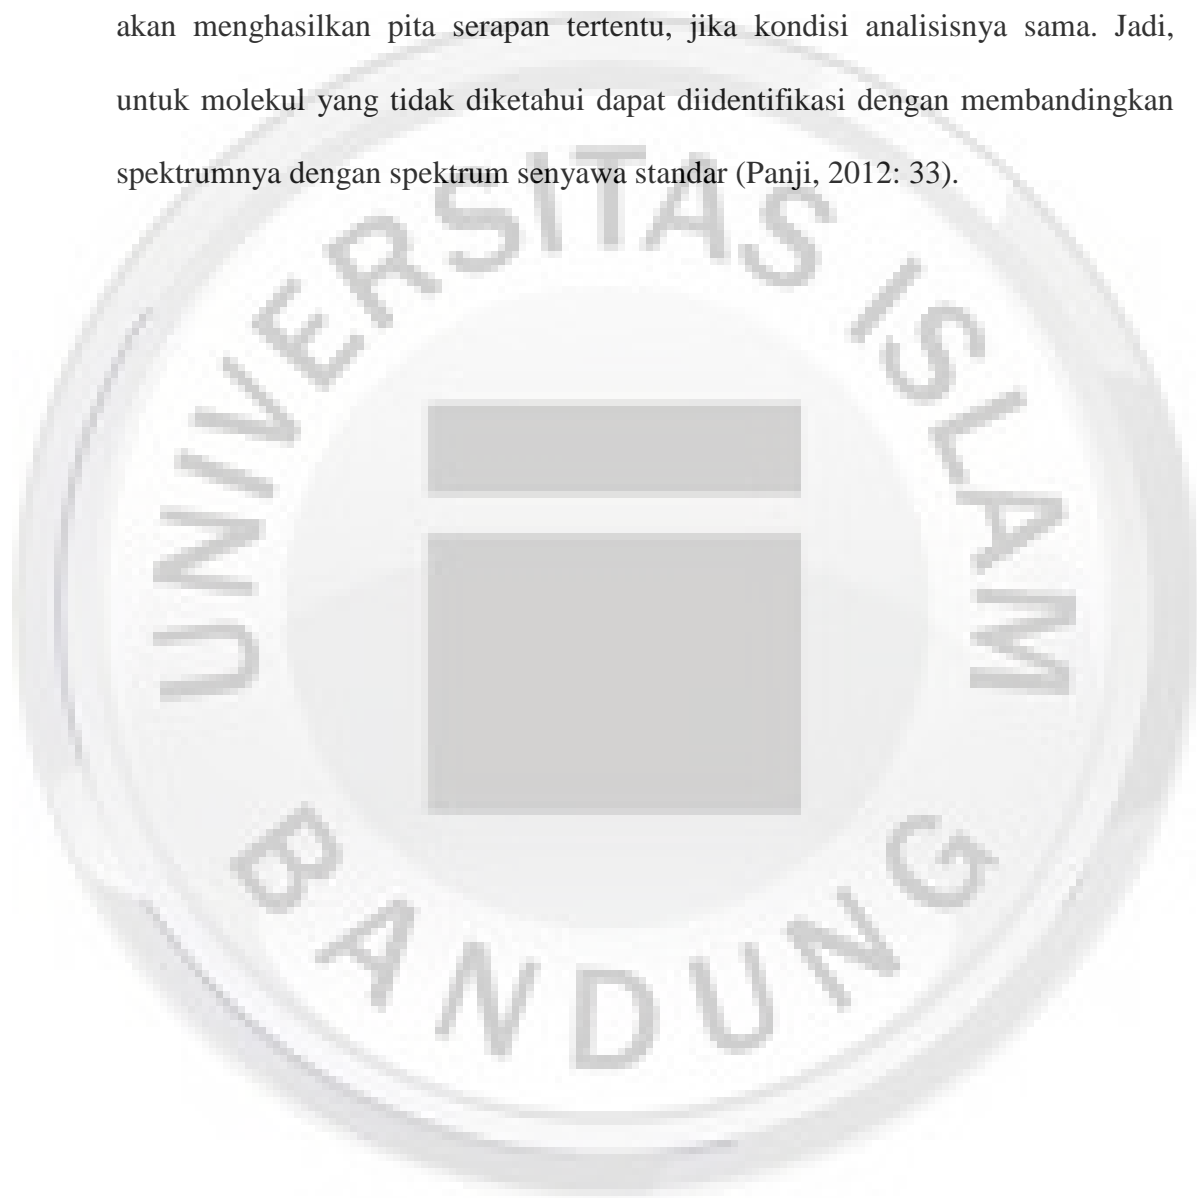 akan menghasilkan pita serapan tertentu, jika kondisi analisisnya sama. Jadi,
untuk molekul yang tidak diketahui dapat diidentifikasi dengan membandingkan
spektrumnya dengan spektrum senyawa standar (Panji, 2012: 33).
UNIVERSITAS ISLAM
BANDUNG